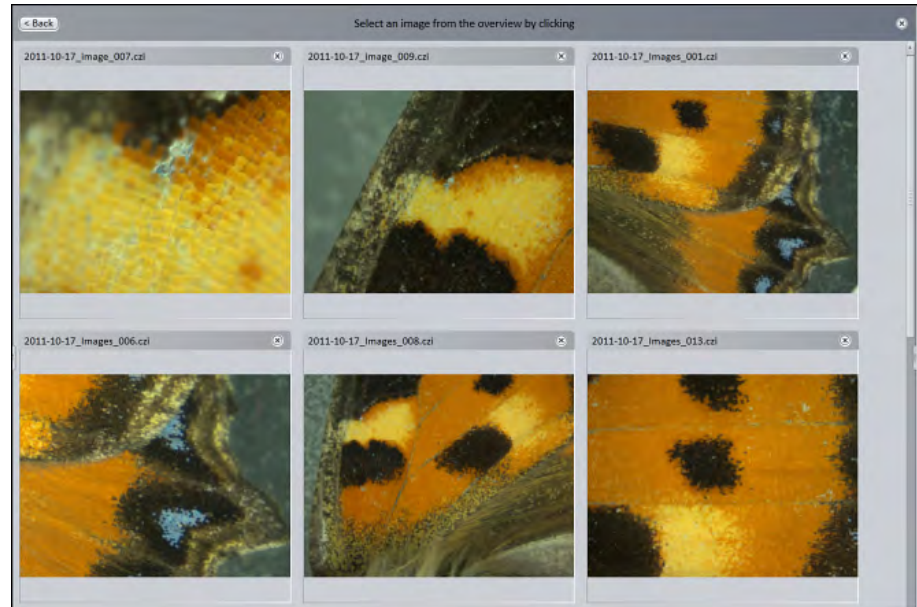 < Back
Select an image from the overview by clicking
2011-10-17_Image_007.czi
2011-10-17_Image_009.czi
2011-10-17_Images_001.czi
2011-10-17_Images_006.czi
2011-10-17_Images_008.czi
2011-10-17_Images_013.czi